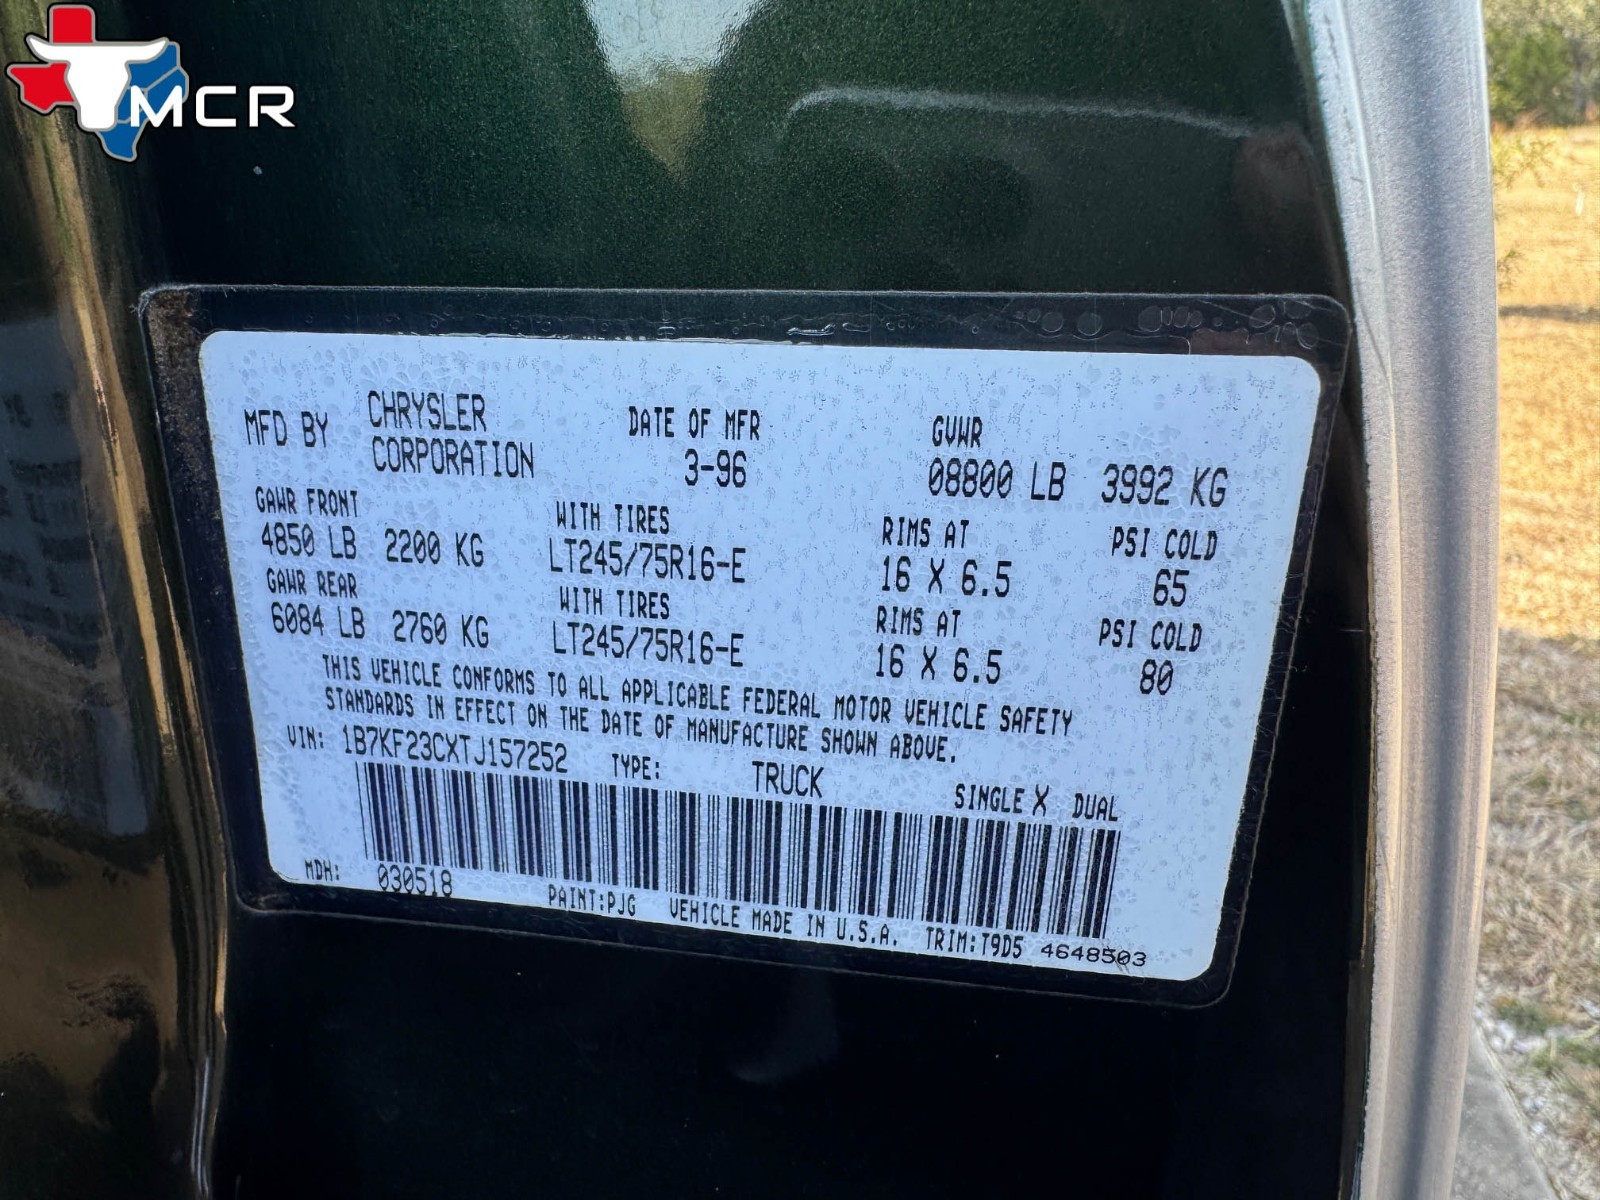 MCR
MFD BY CHRYSLER CORPORATION DATE OF MFR 3-96 GVWR 08800 LB 3992 KG
GAWR FRONT WITH TIRES RIMS AT PSI COLD
4850 LB 2200 KG LT245/75R16-E 16 X 6.5 65
GAWR REAR WITH TIRES RIMS AT PSI COLD
6084 LB 2760 KG LT245/75R16-E 16 X 6.5 80
THIS VEHICLE CONFORMS TO ALL APPLICABLE FEDERAL MOTOR VEHICLE SAFETY
STANDARDS IN EFFECT ON THE DATE OF MANUFACTURE SHOWN ABOVE.
VIN: 1B7KF23CXTJ157252 TYPE: TRUCK SINGLE X DUAL
MDH: 030518 PAINT:PJG VEHICLE MADE IN U.S.A. TRIM:T9D5 4648503